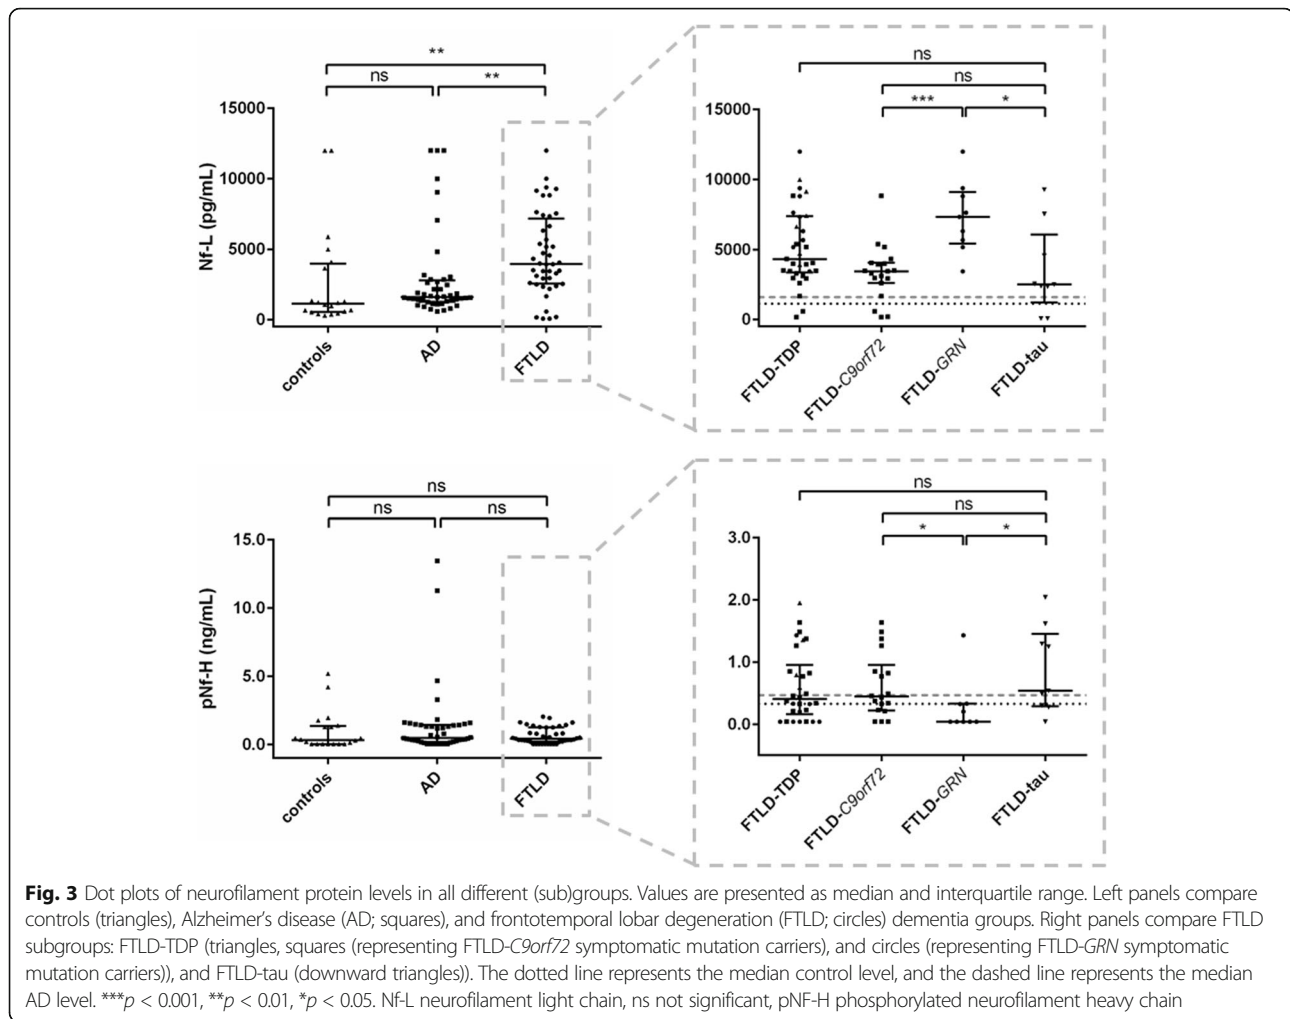 **
ns
**
15000
10000
5000
0
Nf-L (pg/mL)
controls
AD
FTLD
ns
ns
***
*
15000
10000
5000
0
FTLD-TDP
FTLD-C9orf72
FTLD-GRN
FTLD-tau
ns
ns
ns
15.0
10.0
5.0
0.0
pNf-H (ng/mL)
controls
AD
FTLD
ns
ns
*
*
3.0
2.0
1.0
0.0
FTLD-TDP
FTLD-C9orf72
FTLD-GRN
FTLD-tau
Fig. 3 Dot plots of neurofilament protein levels in all different (sub)groups. Values are presented as median and interquartile range. Left panels compare
controls (triangles), Alzheimer's disease (AD; squares), and frontotemporal lobar degeneration (FTLD; circles) dementia groups. Right panels compare FTLD
subgroups: FTLD-TDP (triangles, squares (representing FTLD-C9orf72 symptomatic mutation carriers), and circles (representing FTLD-GRN symptomatic
mutation carriers)), and FTLD-tau (downward triangles)). The dotted line represents the median control level, and the dashed line represents the median
AD level. ***p < 0.001, **p < 0.01, *p < 0.05. Nf-L neurofilament light chain, ns not significant, pNF-H phosphorylated neurofilament heavy chain